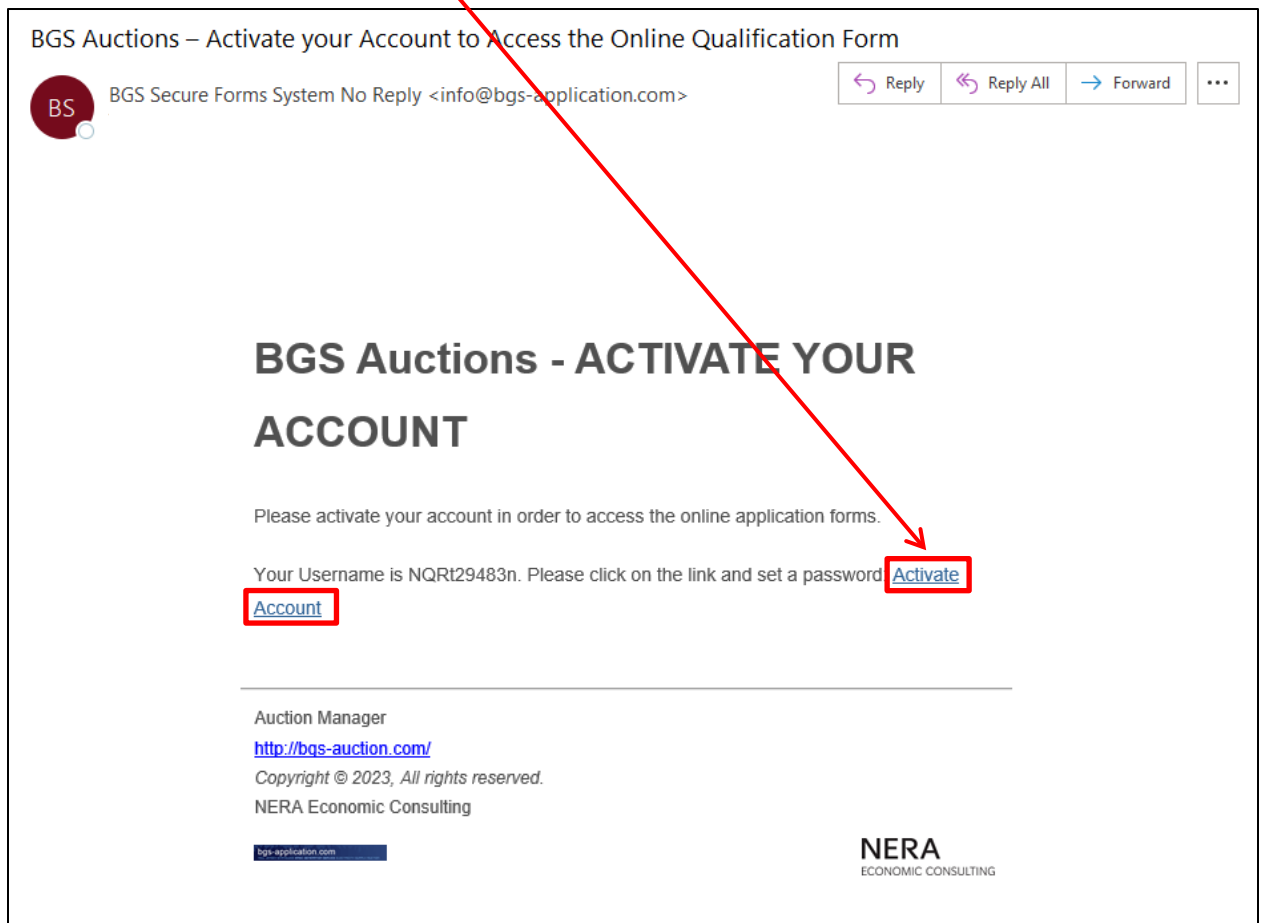 BGS Auctions – Activate your Account to Access the Online Qualification Form
BS
BGS Secure Forms System No Reply <info@bgs-application.com>
Reply
Reply All
Forward
BGS Auctions - ACTIVATE YOUR
ACCOUNT
Please activate your account in order to access the online application forms.
Your Username is NQRt29483n. Please click on the link and set a password: Activate
Account
Auction Manager
http://bgs-auction.com/
Copyright © 2023, All rights reserved.
NERA Economic Consulting
bgs-application.com
NERA
ECONOMIC CONSULTING